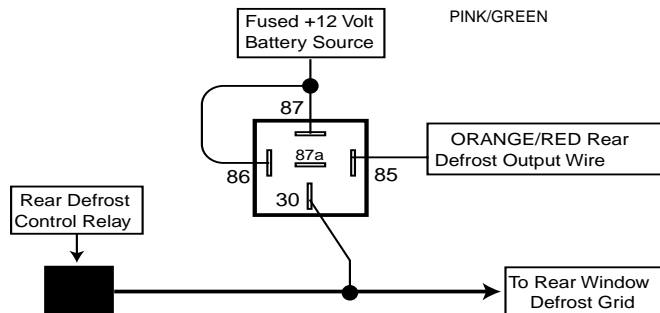 Fused +12 Volt
Battery Source
PINK/GREEN
87
87a
86
85
30
ORANGE/RED Rear
Defrost Output Wire
Rear Defrost
Control Relay
To Rear Window
Defrost Grid